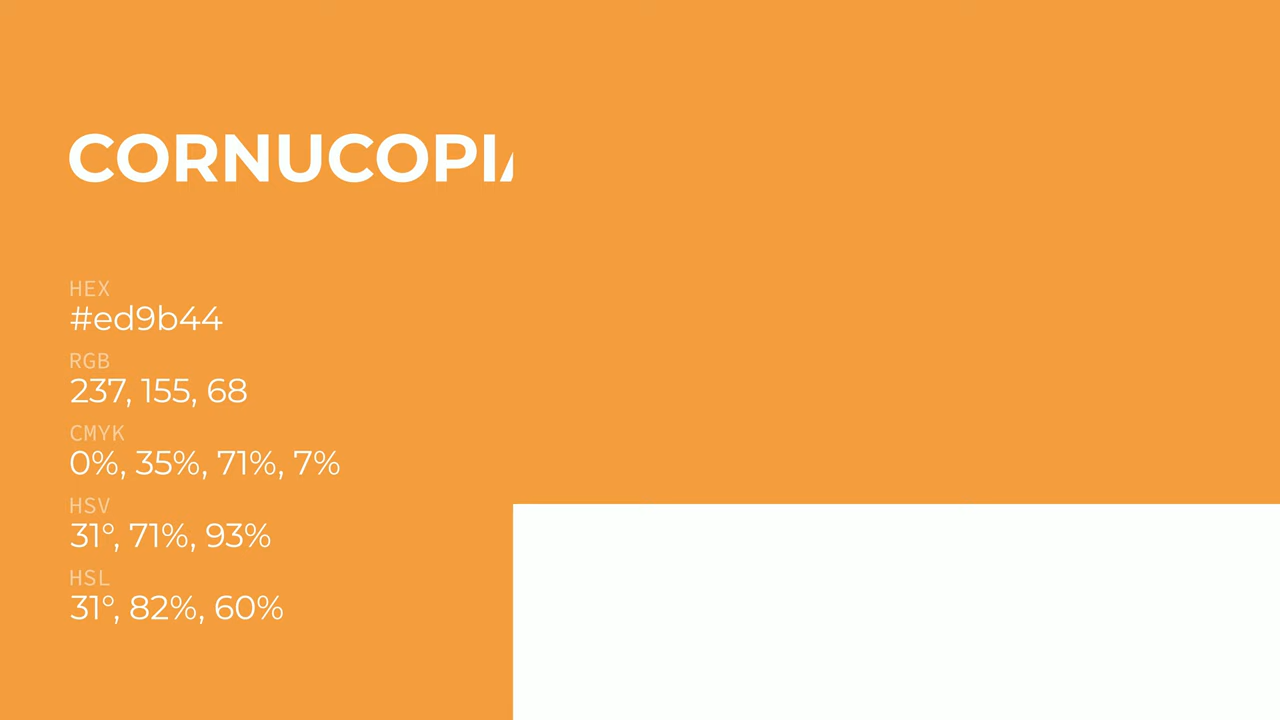 CORNUCOPIA
HEX
#ed9b44
RGB
237, 155, 68
CMYK
0%, 35%, 71%, 7%
HSV
31°, 71%, 93%
HSL
31°, 82%, 60%